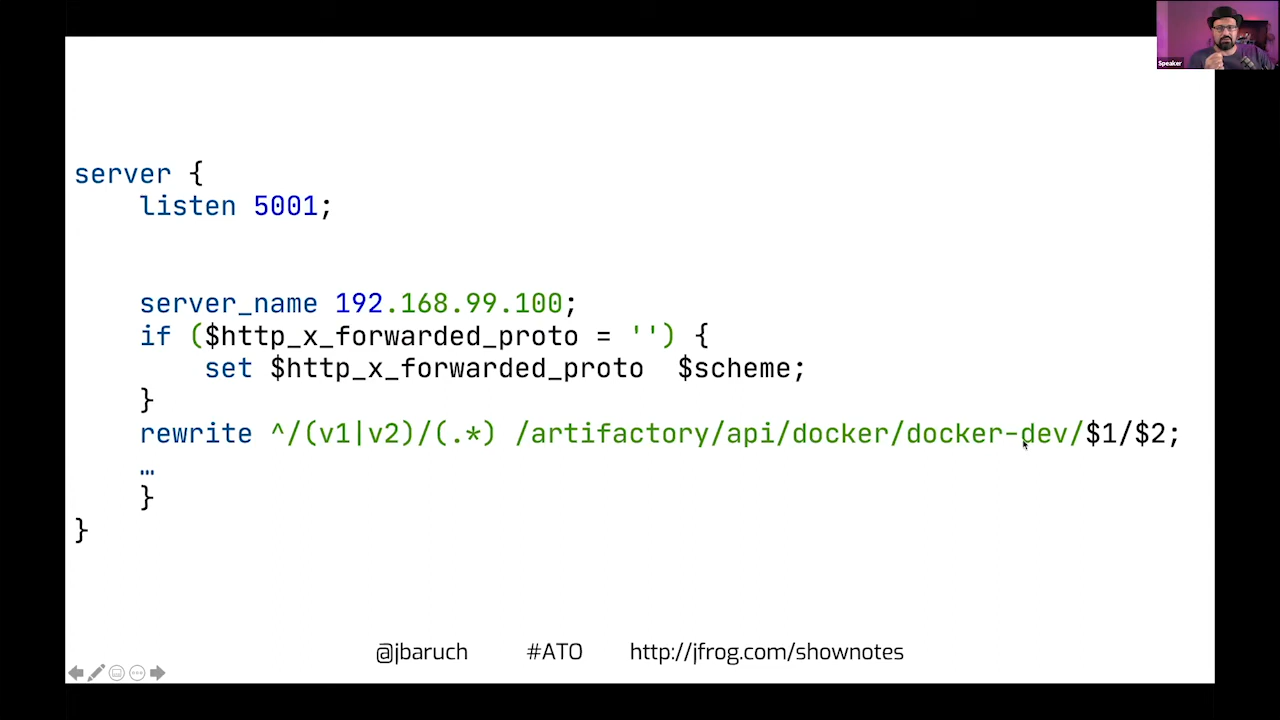 Speaker
server {
    listen 5001;
    server_name 192.168.99.100;
    if ($http_x_forwarded_proto = '') {
        set $http_x_forwarded_proto  $scheme;
    }
    rewrite ^/(v1|v2)/(.*) /artifactory/api/docker/docker-dev/$1/$2;
    …
    }
}
@jbaruch #ATO http://jfrog.com/shownotes